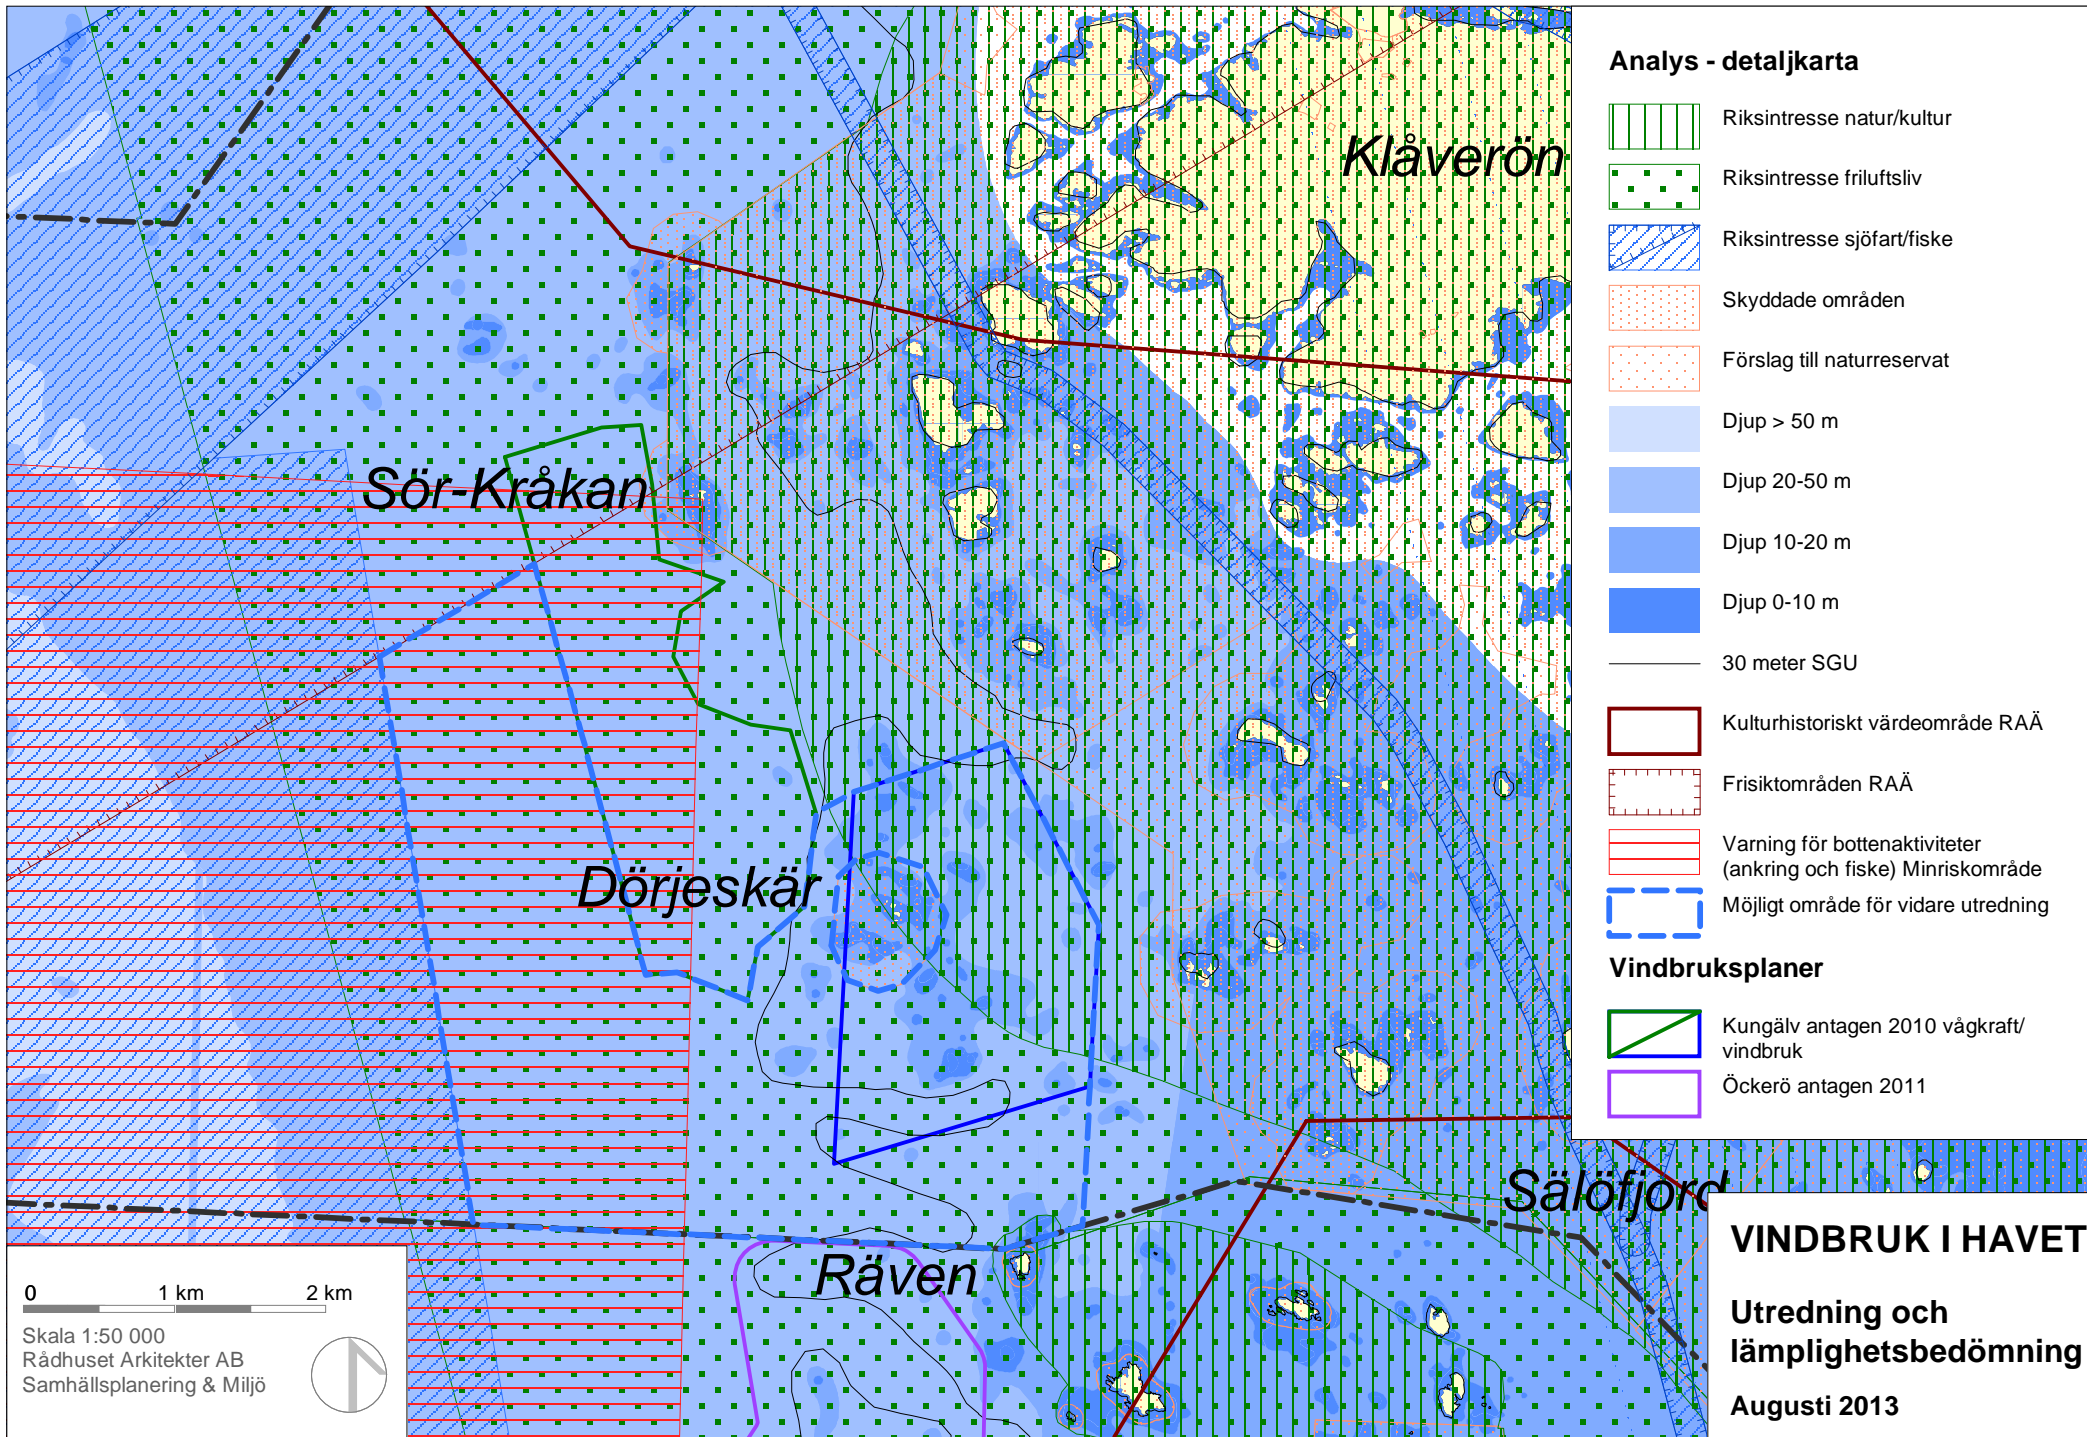 Klåverön
Sör-Kråkan
Dörjeskär
Sälöfjord
Räven
Analys - detaljkarta
Riksintresse natur/kultur
Riksintresse friluftsliv
Riksintresse sjöfart/fiske
Skyddade områden
Förslag till naturreservat
Djup > 50 m
Djup 20-50 m
Djup 10-20 m
Djup 0-10 m
30 meter SGU
Kulturhistoriskt värdeområde RAÄ
Frisiktområden RAÄ
Varning för bottenaktiviteter
(ankring och fiske) Minriskområde
Möjligt område för vidare utredning
Vindbruksplaner
Kungälv antagen 2010 vågkraft/
vindbruk
Öckerö antagen 2011
0 1 km 2 km
Skala 1:50 000
Rådhuset Arkitekter AB
Samhällsplanering & Miljö
VINDBRUK I HAVET
Utredning och
lämplighetsbedömning
Augusti 2013